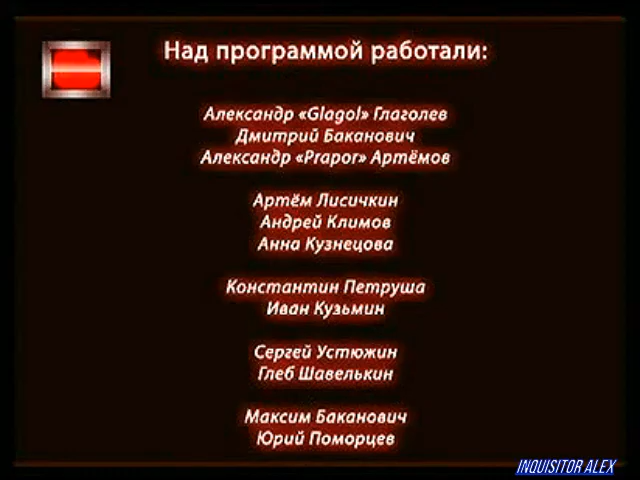 Над программой работали:
Александр «Glagol» Глаголев
Дмитрий Баканович
Александр «Prapor» Артёмов
Артём Лисичкин
Андрей Климов
Анна Кузнецова
Константин Петруша
Иван Кузьмин
Сергей Устюжин
Глеб Шавелькин
Максим Баканович
Юрий Поморцев
INQUISITOR ALEX